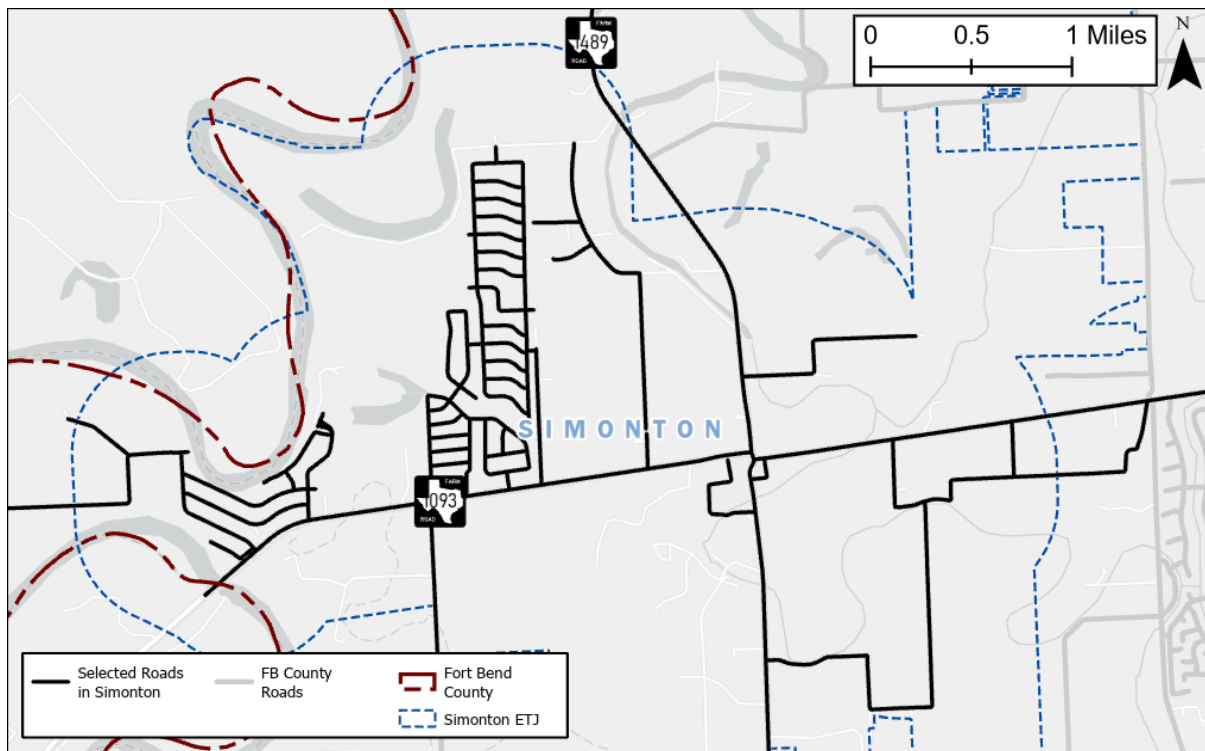 FARM
1489
ROAD
0 0.5 1 Miles
N
SIMONTON
FARM
1093
ROAD
Selected Roads
in Simonton
FB County
Roads
Fort Bend
County
Simonton ETJ